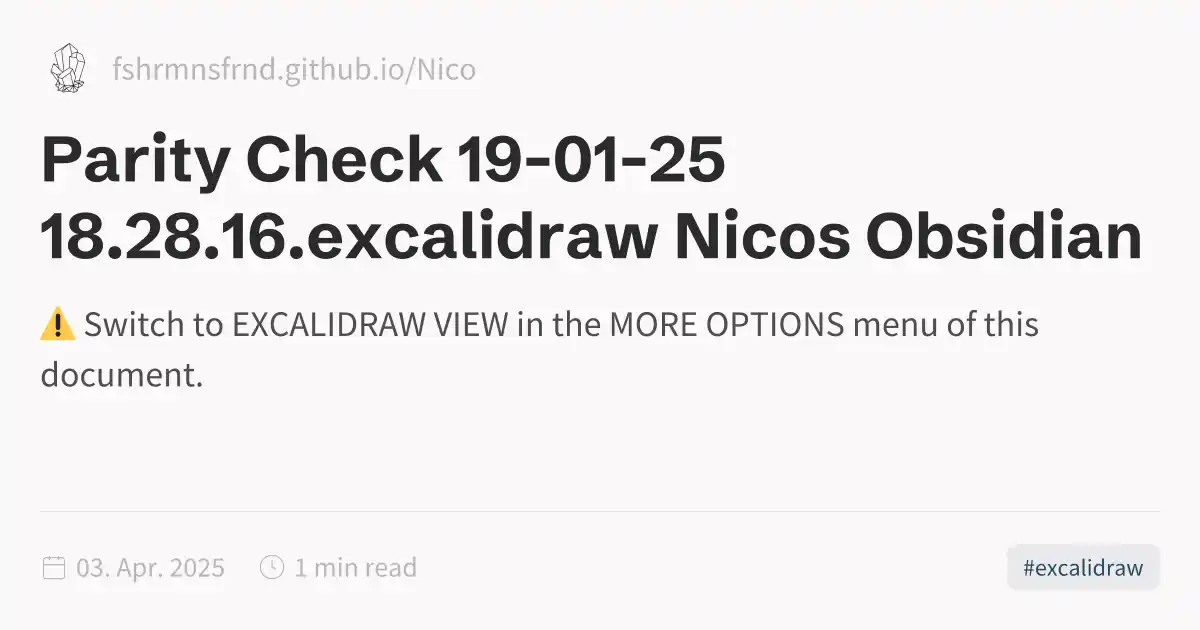 fshrmnsfrnd.github.io/Nico
Parity Check 19-01-25
18.28.16.excalidraw Nicos Obsidian
⚠️ Switch to EXCALIDRAW VIEW in the MORE OPTIONS menu of this
document.
03. Apr. 2025 1 min read #excalidraw